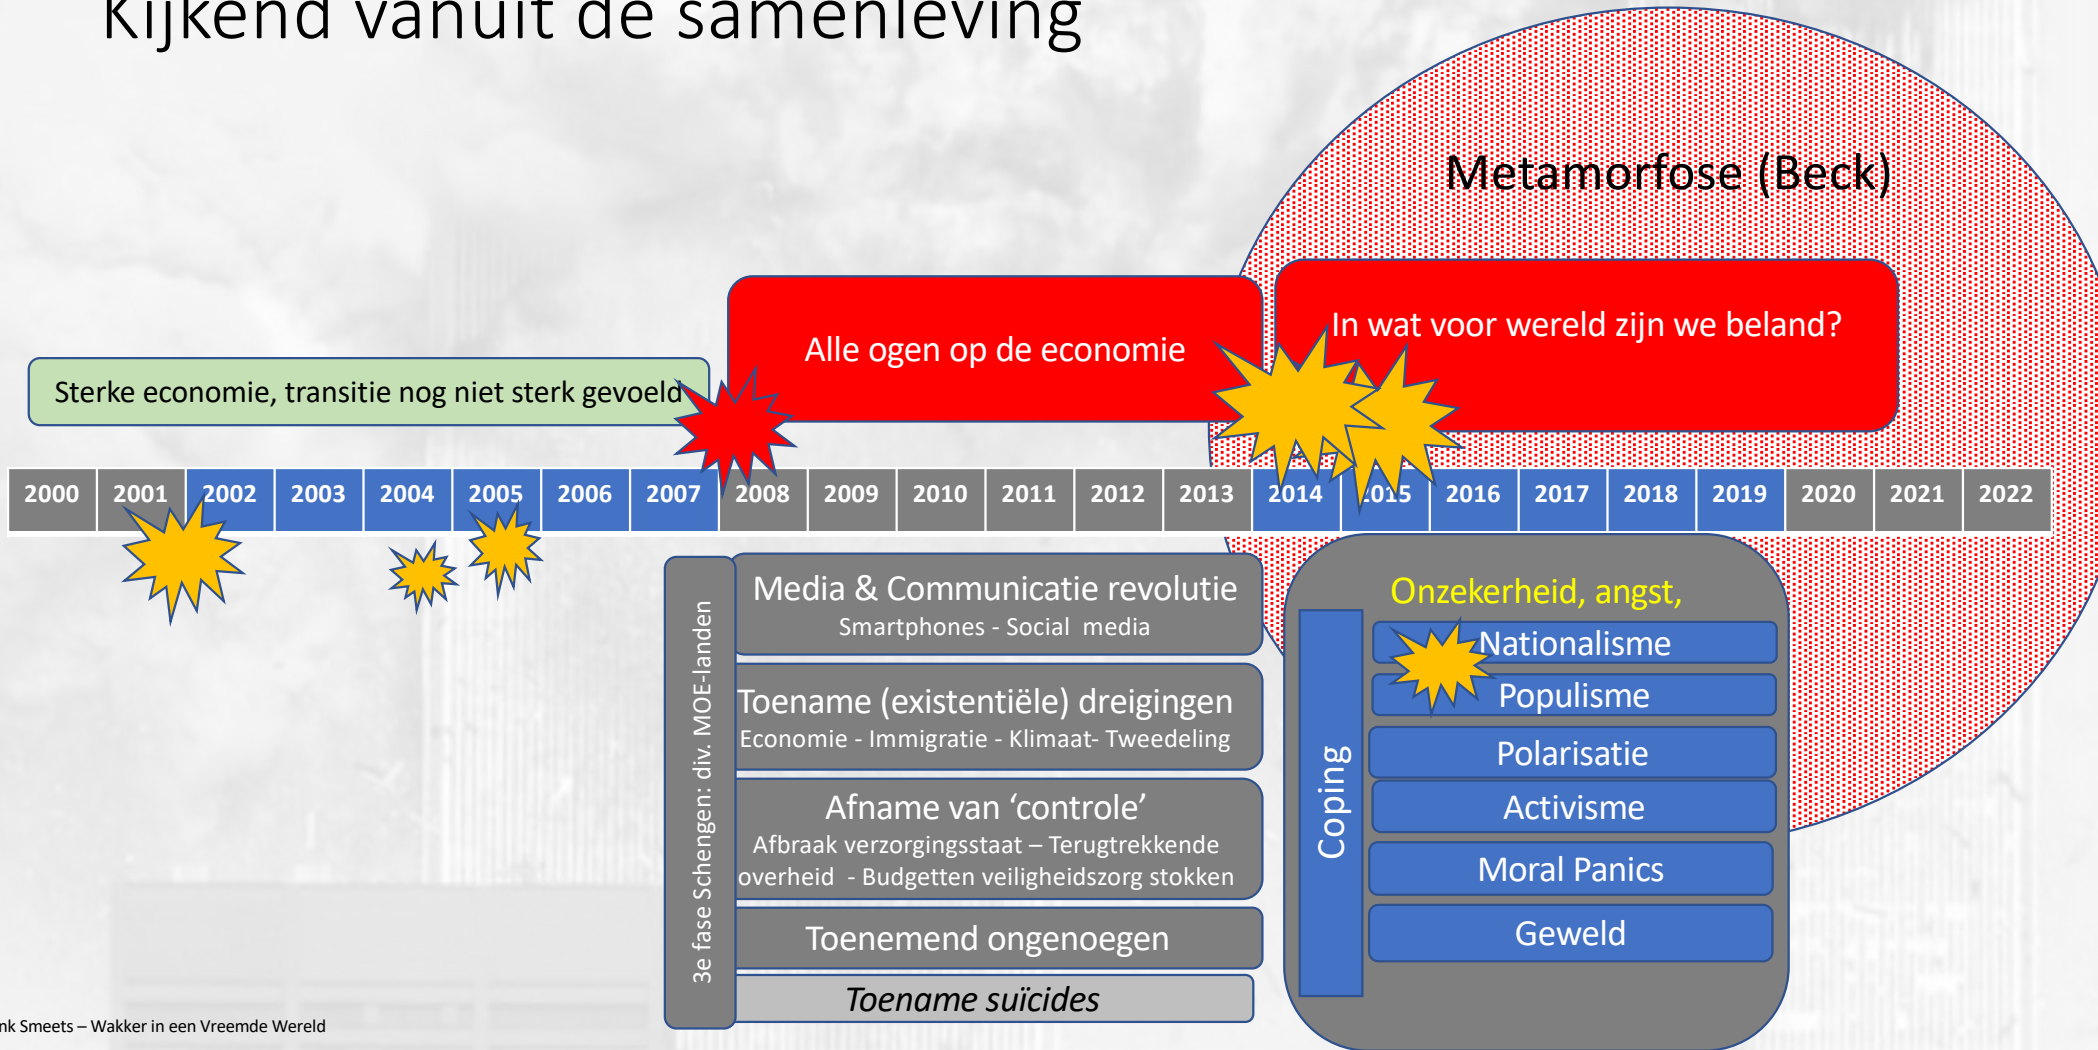 Kijkend vanuit de samenleving
Metamorfose (Beck)
In wat voor wereld zijn we beland?
Alle ogen op de economie
Sterke economie, transitie nog niet sterk gevoeld
2000 2001 2002 2003 2004 2005 2006 2007 2008 2009 2010 2011 2012 2013 2014 2015 2016 2017 2018 2019 2020 2021 2022
3e fase Schengen: div. MOE-landen
Media & Communicatie revolutie
Smartphones - Social media
Toename (existentiële) dreigingen
Economie - Immigratie - Klimaat- Tweedeling
Afname van ‘controle’
Afbraak verzorgingsstaat – Terugtrekkende
overheid - Budgetten veiligheidszorg stokken
Toenemend ongenoegen
Toename suïcides
Onzekerheid, angst,
Coping
Nationalisme
Populisme
Polarisatie
Activisme
Moral Panics
Geweld
nk Smeets – Wakker in een Vreemde Wereld